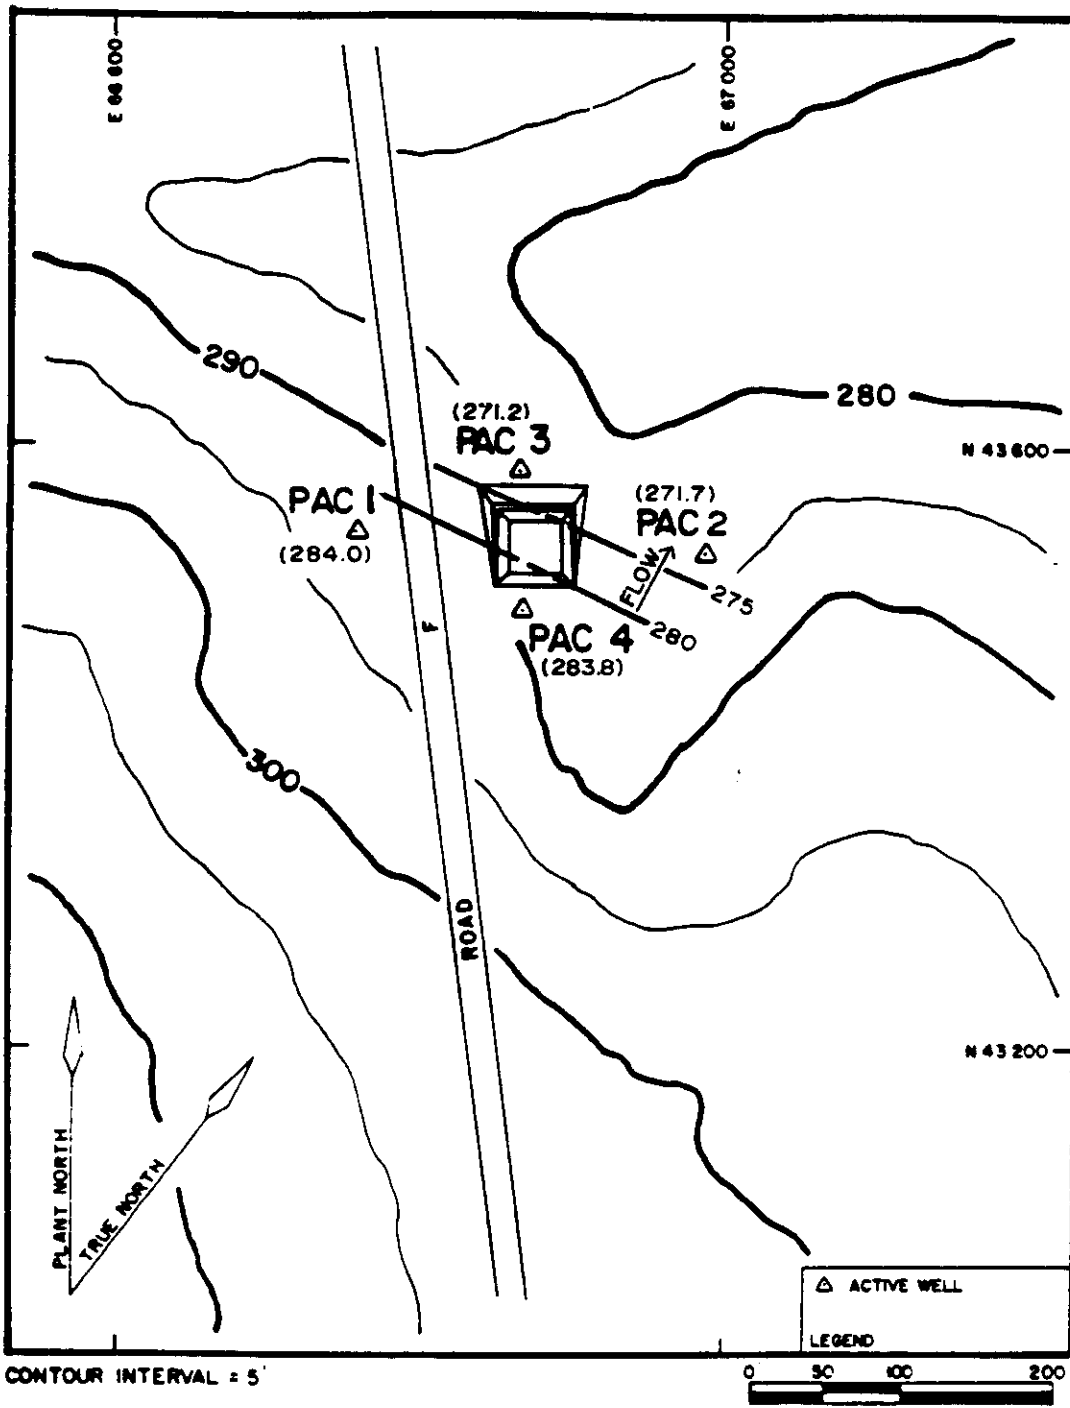 E 66 600
E 67 000
290
280
(271.2)
PAC 3
N 43 600
PAC 1
(284.0)
(271.7)
PAC 2
FLOW
275
280
PAC 4
(283.8)
F
300
ROAD
N 43 200
PLANT NORTH
TRUE NORTH
ACTIVE WELL
LEGEND
CONTOUR INTERVAL = 5'
0 50 100 200